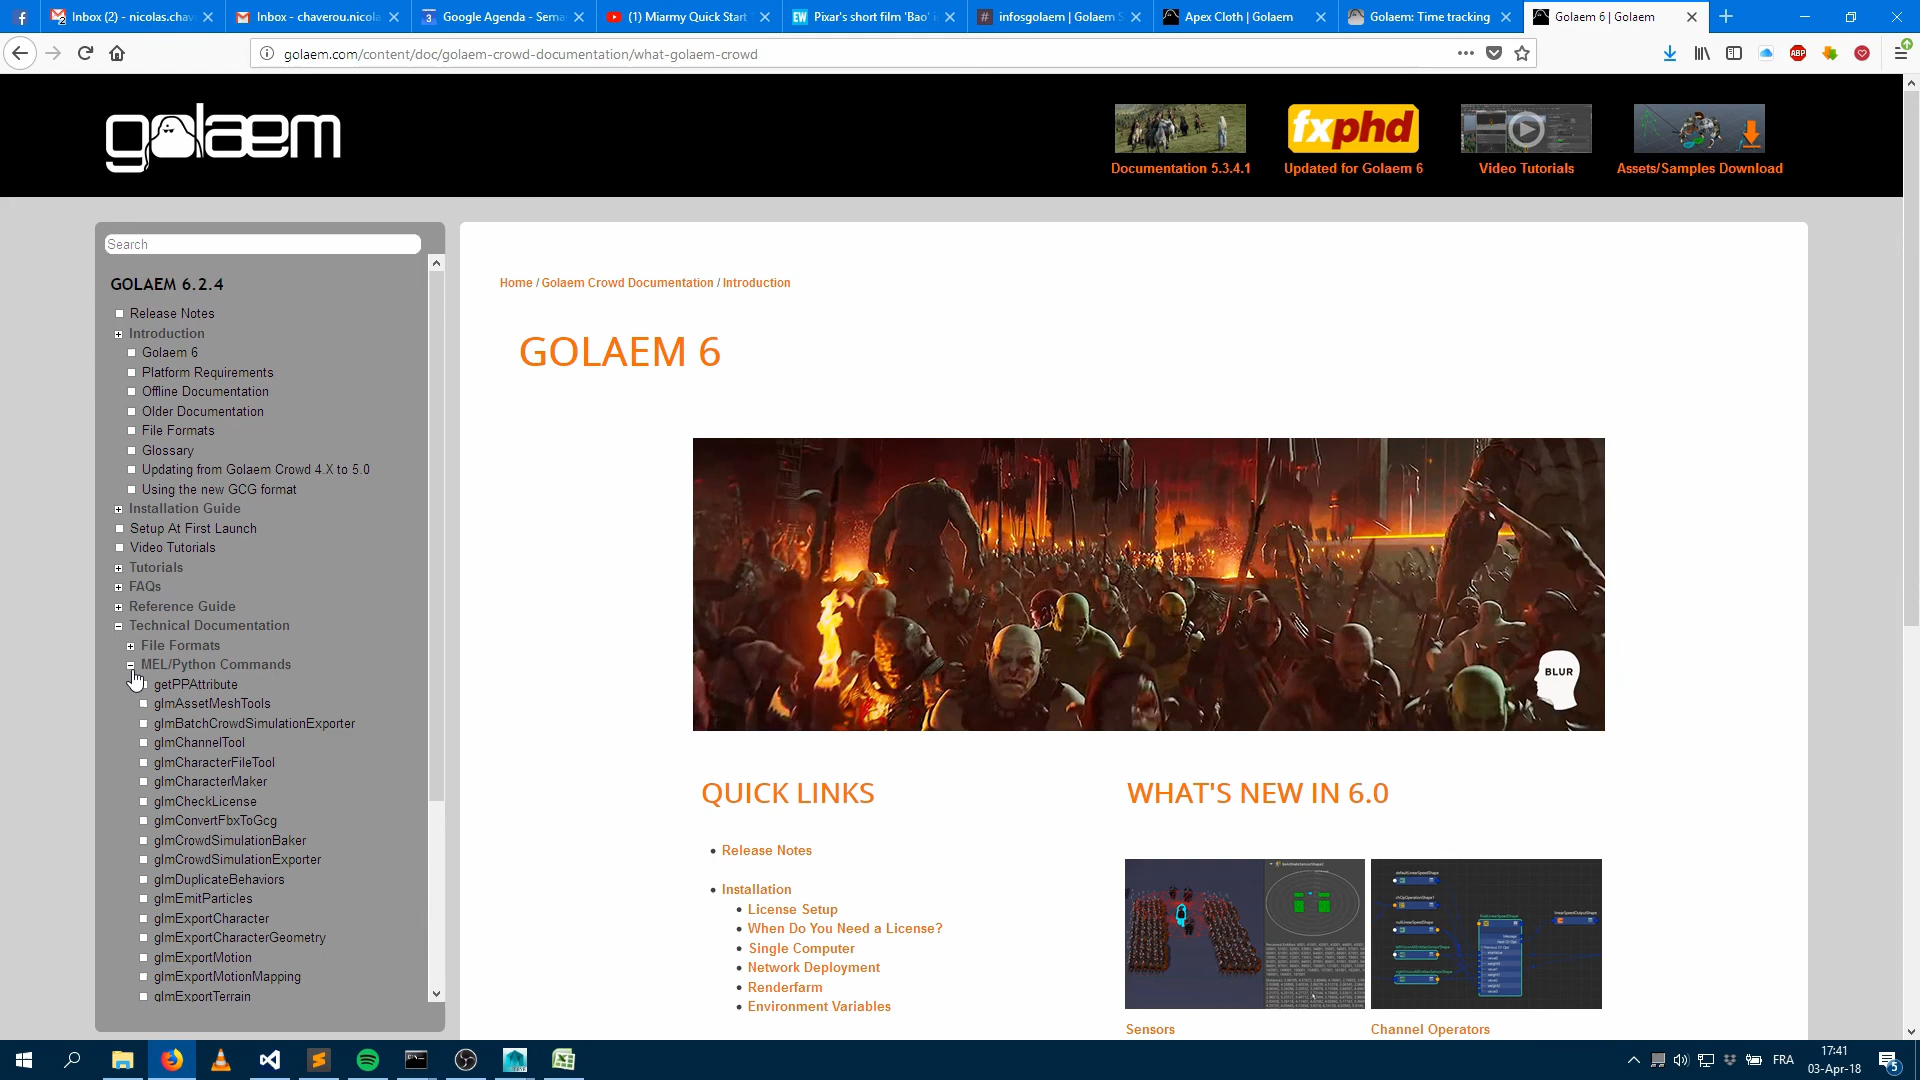 Inbox (2) - nicolas.chav
Inbox - chaverou.nicola
Google Agenda - Sema
(1) Miarmy Quick Start
Pixar's short film 'Bao' i
infosgolaem | Golaem S
Apex Cloth | Golaem
Golaem: Time tracking
Golaem 6 | Golaem
golaem.com/content/doc/golaem-crowd-documentation/what-golaem-crowd
golaem
fxphd
Documentation 5.3.4.1
Updated for Golaem 6
Video Tutorials
Assets/Samples Download
Search
GOLAEM 6.2.4
Release Notes
Introduction
Golaem 6
Platform Requirements
Offline Documentation
Older Documentation
File Formats
Glossary
Updating from Golaem Crowd 4.X to 5.0
Using the new GCG format
Installation Guide
Setup At First Launch
Video Tutorials
Tutorials
FAQs
Reference Guide
Technical Documentation
File Formats
MEL/Python Commands
getPPAttribute
glmAssetMeshTools
glmBatchCrowdSimulationExporter
glmChannelTool
glmCharacterFileTool
glmCharacterMaker
glmCheckLicense
glmConvertFbxToGcg
glmCrowdSimulationBaker
glmCrowdSimulationExporter
glmDuplicateBehaviors
glmEmitParticles
glmExportCharacter
glmExportCharacterGeometry
glmExportMotion
glmExportMotionMapping
glmExportTerrain
Home / Golaem Crowd Documentation / Introduction
GOLAEM 6
BLUR
QUICK LINKS
Release Notes
Installation
License Setup
When Do You Need a License?
Single Computer
Network Deployment
Renderfarm
Environment Variables
WHAT'S NEW IN 6.0
Sensors
Channel Operators
FRA
17:41
03-Apr-18
5